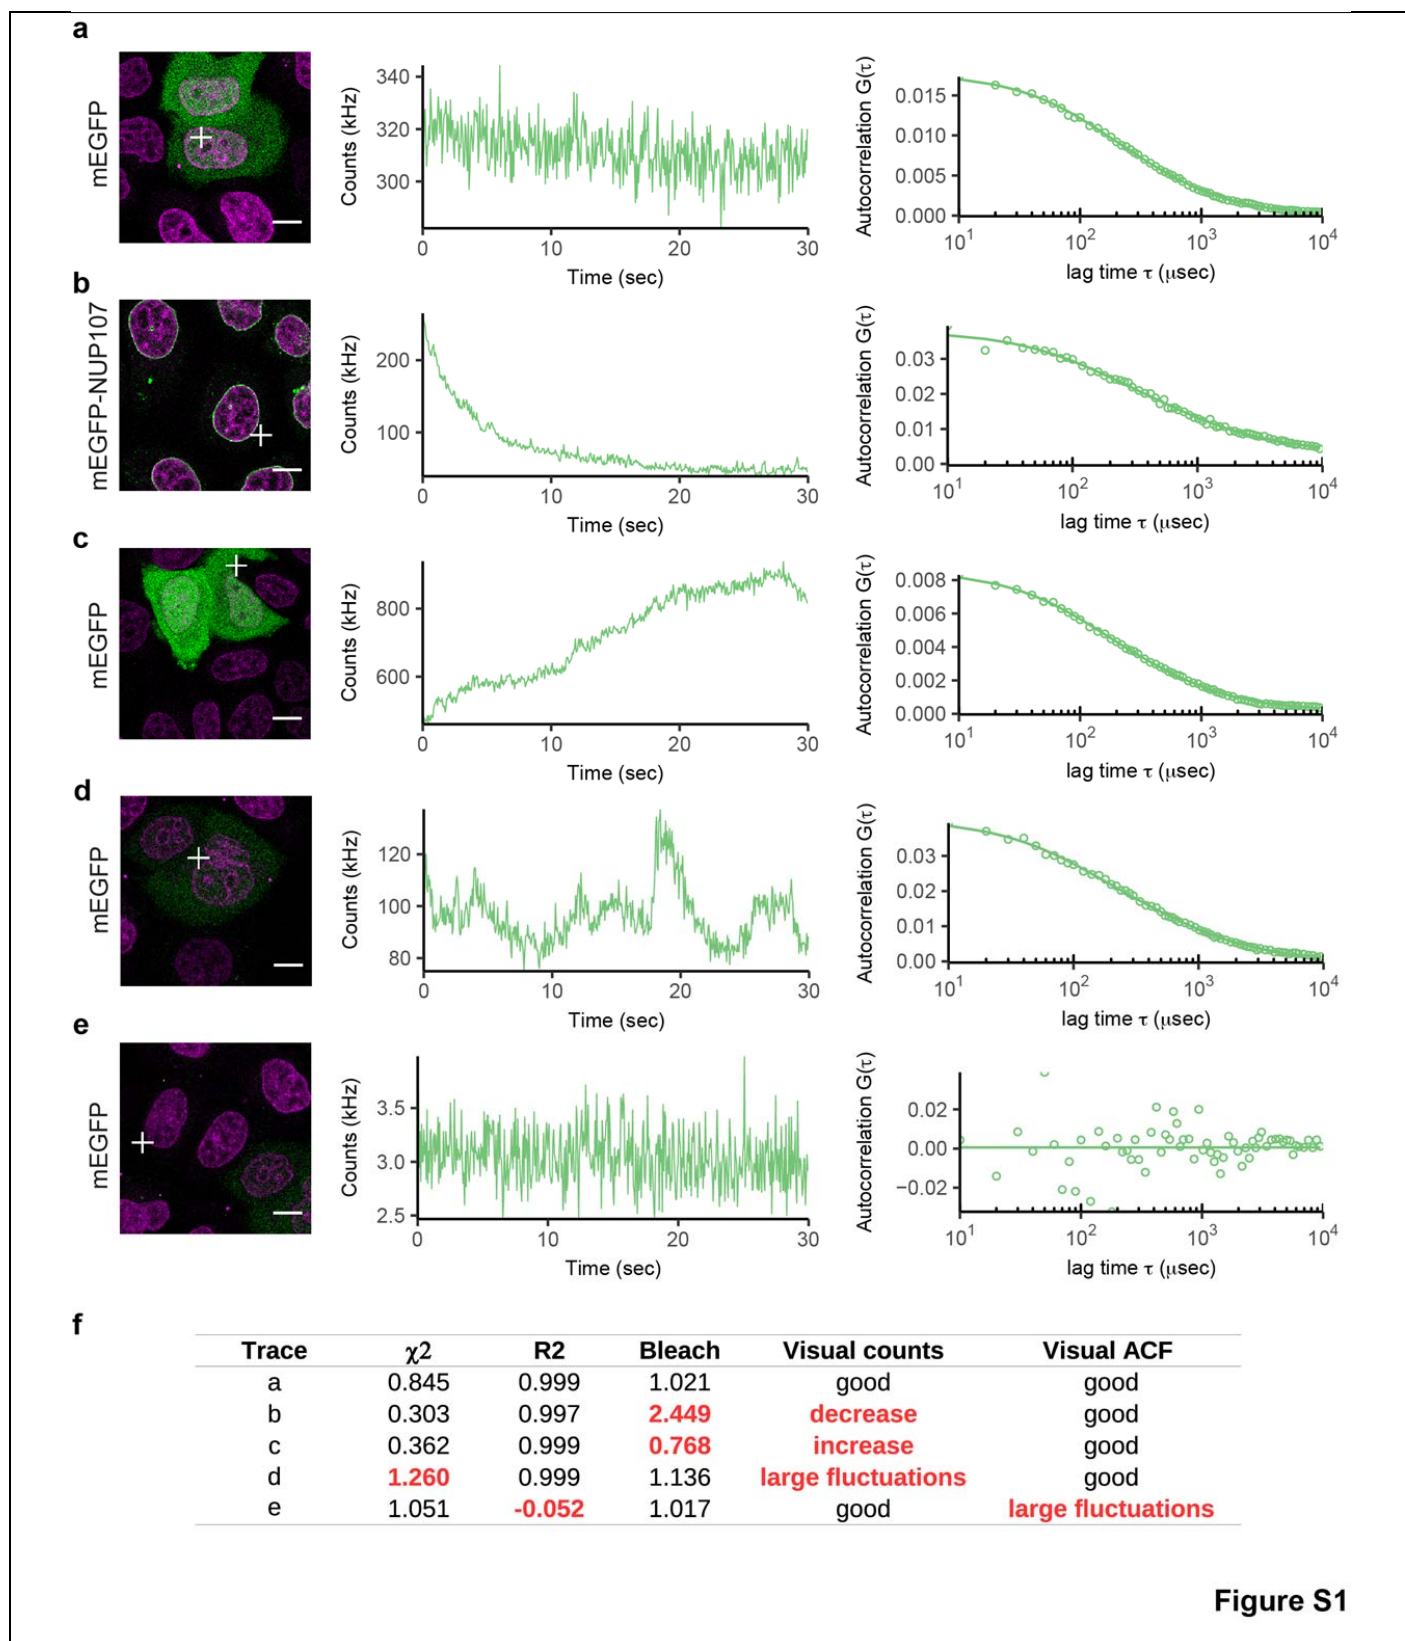 a
mEGFP
Counts (kHz)
340
320
300
0 10 20 30
Time (sec)
Autocorrelation G(τ)
0.015
0.010
0.005
0.000
10¹ 10² 10³ 10⁴
lag time τ (μsec)
b
mEGFP-NUP107
Counts (kHz)
200
100
0 10 20 30
Time (sec)
Autocorrelation G(τ)
0.03
0.02
0.01
0.00
10¹ 10² 10³ 10⁴
lag time τ (μsec)
c
mEGFP
Counts (kHz)
800
600
0 10 20 30
Time (sec)
Autocorrelation G(τ)
0.008
0.006
0.004
0.002
0.000
10¹ 10² 10³ 10⁴
lag time τ (μsec)
d
mEGFP
Counts (kHz)
120
100
80
0 10 20 30
Time (sec)
Autocorrelation G(τ)
0.03
0.02
0.01
0.00
10¹ 10² 10³ 10⁴
lag time τ (μsec)
e
mEGFP
Counts (kHz)
3.5
3.0
2.5
0 10 20 30
Time (sec)
Autocorrelation G(τ)
0.02
0.00
−0.02
10¹ 10² 10³ 10⁴
lag time τ (μsec)
f
Trace χ2 R2 Bleach Visual counts Visual ACF
a 0.845 0.999 1.021 good good
b 0.303 0.997 2.449 decrease good
c 0.362 0.999 0.768 increase good
d 1.260 0.999 1.136 large fluctuations good
e 1.051 -0.052 1.017 good large fluctuations
Figure S1